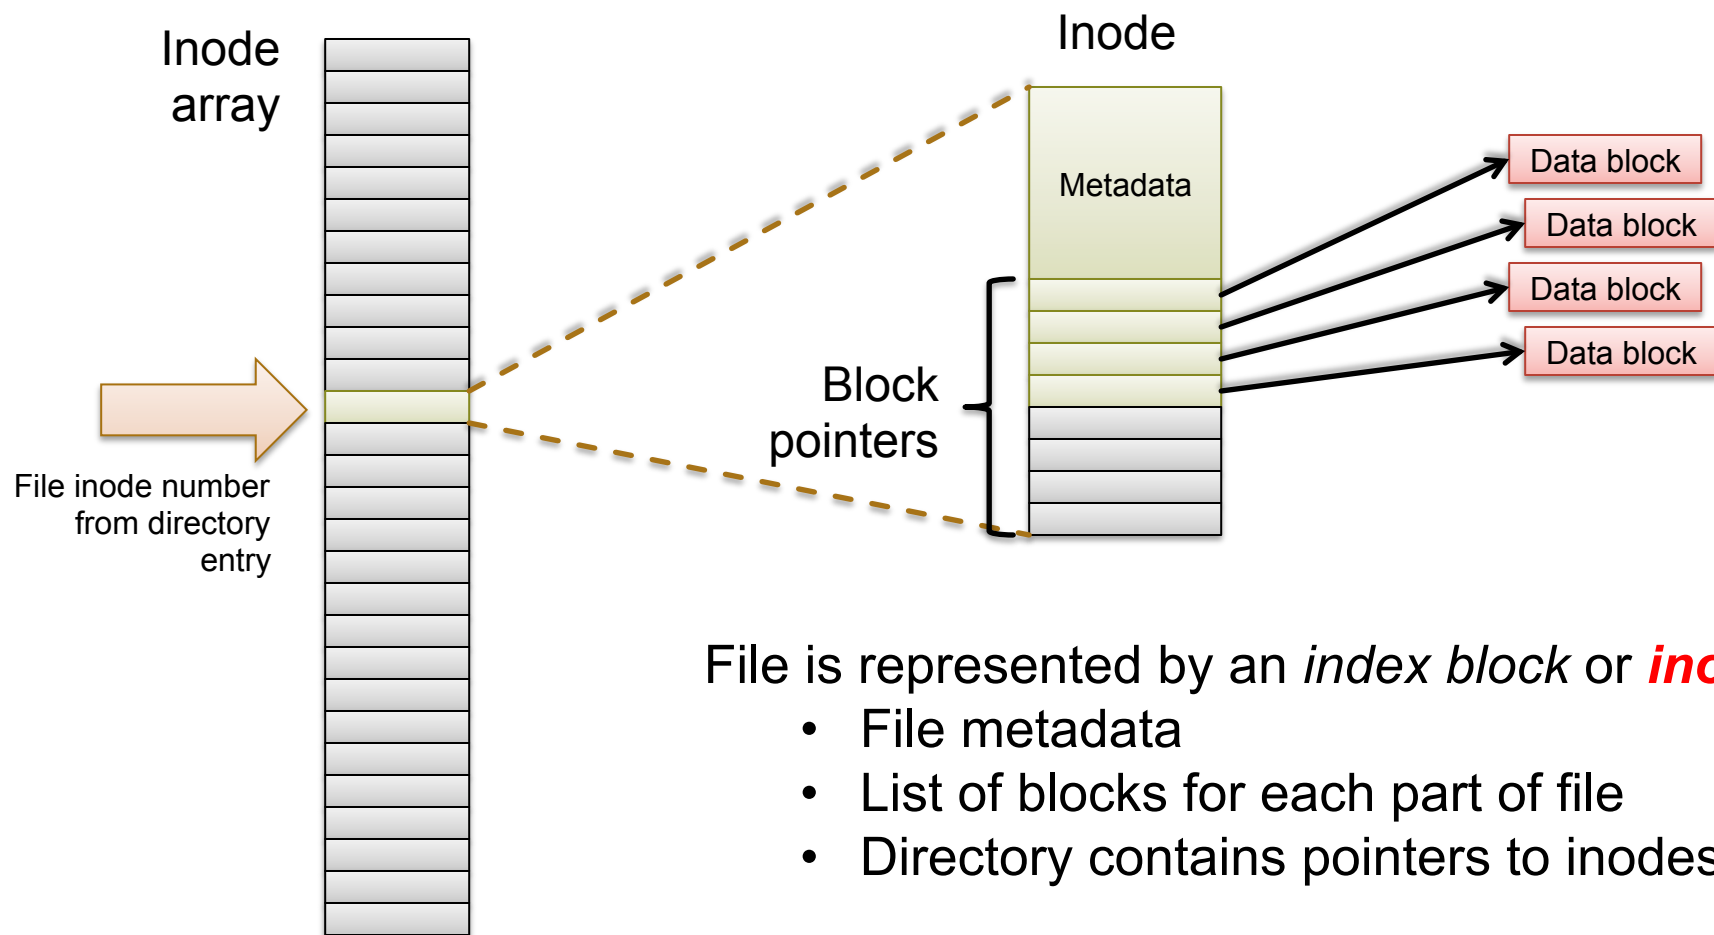 Inode
array
Inode
Metadata
Data block
Data block
Data block
Data block
Block
pointers
File inode number
from directory
entry
File is represented by an index block or
• File metadata
• List of blocks for each part of file
• Directory contains pointers to inodes